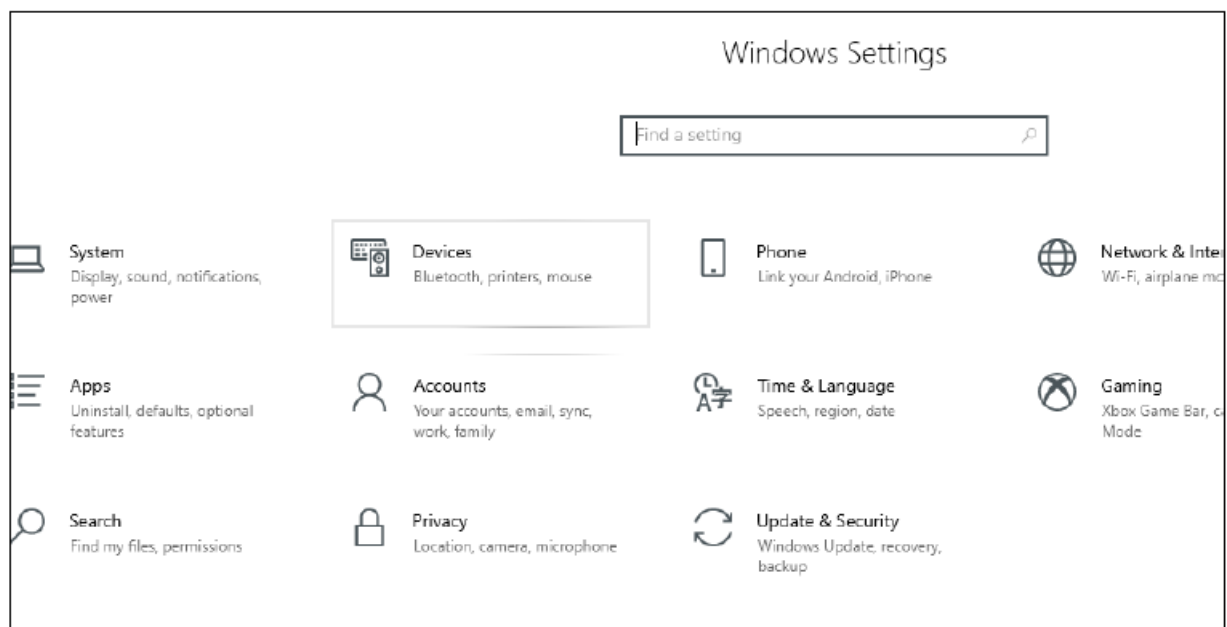 Windows Settings
Find a setting
System
Display, sound, notifications,
power
Devices
Bluetooth, printers, mouse
Phone
Link your Android, iPhone
Network & Inte
Wi-Fi, airplane mo
Apps
Uninstall, defaults, optional
features
Accounts
Your accounts, email, sync,
work, family
Time & Language
Speech, region, date
Gaming
Xbox Game Bar, c
Mode
Search
Find my files, permissions
Privacy
Location, camera, microphone
Update & Security
Windows Update, recovery,
backup